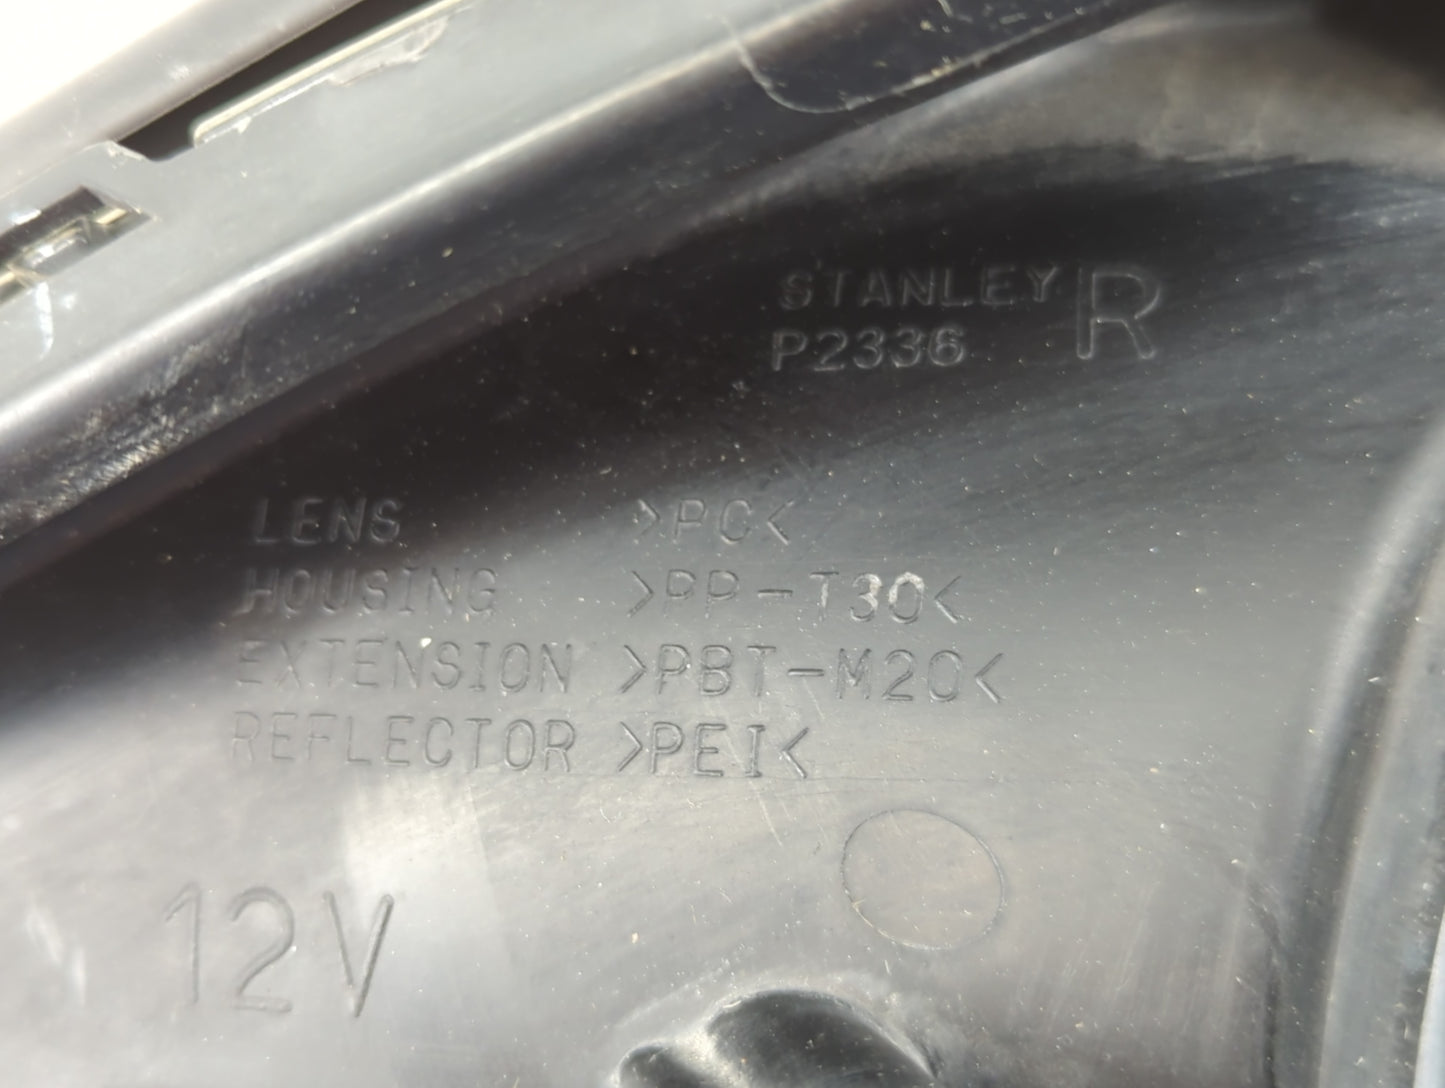 STANLEY R
P2336
LENS >PC<
HOUSING >PP-T30<
EXTENSION >PBT-M20<
REFLECTOR >PEI<
12V